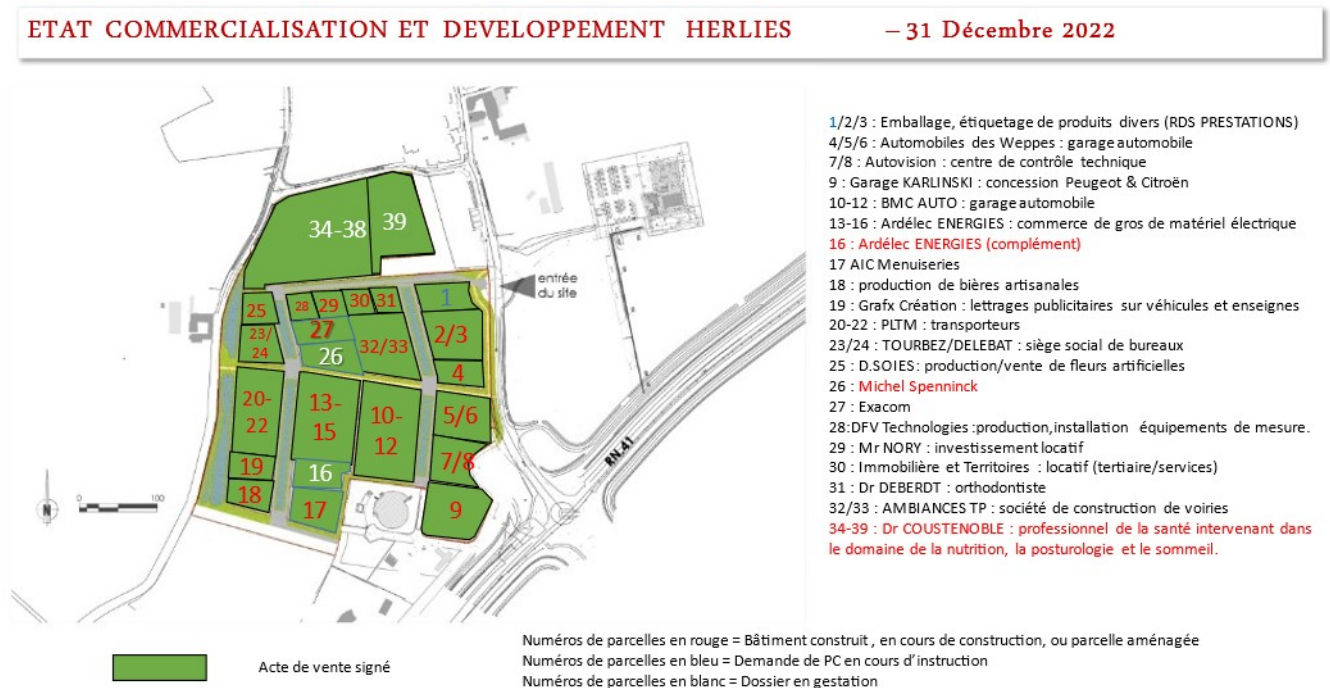 ETAT COMMERCIALISATION ET DEVELOPPEMENT HERLIES – 31 Décembre 2022
34-38
39
entrée
du site
25
28
29
30
31
1
23/
24
27
26
32/33
2/3
4
20-
22
13-
15
10-
12
5/6
7/8
19
16
18
17
9
RN.41
N
0
100
1/2/3 : Emballage, étiquetage de produits divers (RDS PRESTATIONS)
4/5/6 : Automobiles des Weppes : garage automobile
7/8 : Autovision : centre de contrôle technique
9 : Garage KARLINSKI : concession Peugeot & Citroën
10-12 : BMC AUTO : garage automobile
13-16 : Ardélec ENERGIES : commerce de gros de matériel électrique
16 : Ardélec ENERGIES (complément)
17 AIC Menuiseries
18 : production de bières artisanales
19 : Grafx Création : lettrages publicitaires sur véhicules et enseignes
20-22 : PLTM : transporteurs
23/24 : TOURBEZ/DELEBAT : siège social de bureaux
25 : D.SOIES: production/vente de fleurs artificielles
26 : Michel Spenninck
27 : Exacom
28:DFV Technologies :production,installation équipements de mesure.
29 : Mr NORY : investissement locatif
30 : Immobilière et Territoires : locatif (tertiaire/services)
31 : Dr DEBERDT : orthodontiste
32/33 : AMBIANCES TP : société de construction de voiries
34-39 : Dr COUSTENOBLE : professionnel de la santé intervenant dans
le domaine de la nutrition, la posturologie et le sommeil.
Acte de vente signé
Numéros de parcelles en rouge = Bâtiment construit , en cours de construction, ou parcelle aménagée
Numéros de parcelles en bleu = Demande de PC en cours d'instruction
Numéros de parcelles en blanc = Dossier en gestation